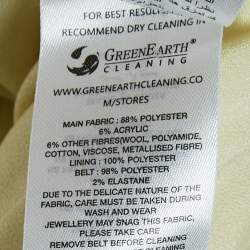 FOR BEST RESULTS
RECOMMEND DRY CLEANING IN
GREENEARTH
CLEANING
WWW.GREENEARTHCLEANING.CO
M/STORES
MAIN FABRIC : 88% POLYESTER
6% ACRYLIC
6% OTHER FIBRES(WOOL, POLYAMIDE,
COTTON, VISCOSE, METALLISED FIBRE)
LINING : 100% POLYESTER
BELT : 98% POLYESTER
2% ELASTANE
DUE TO THE DELICATE NATURE OF THE
FABRIC, CARE MUST BE TAKEN DURING
WASH AND WEAR
JEWELLERY MAY SNAG THIS FABRIC,
PLEASE TAKE CARE
REMOVE BELT BEFORE CLEANING